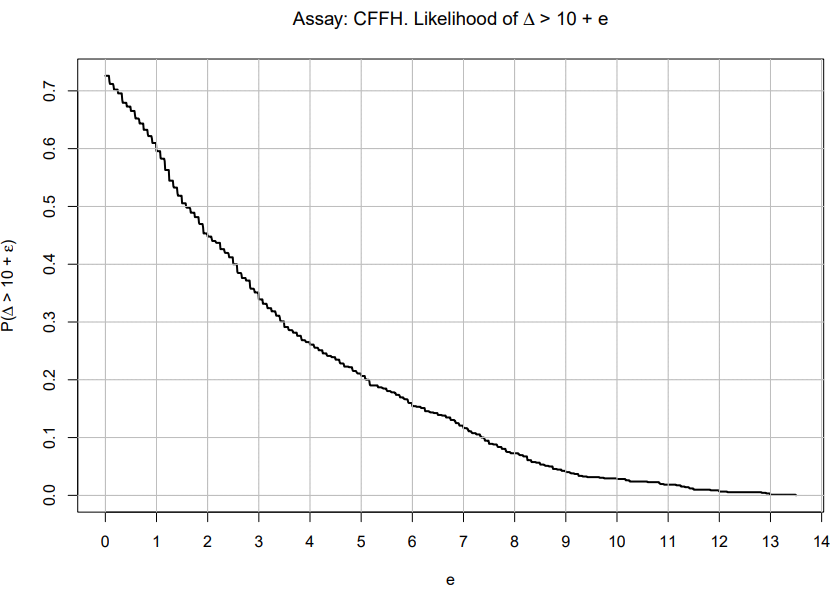 Assay: CFFH. Likelihood of Δ > 10 + e
P(Δ > 10 + ε)
0.7
0.6
0.5
0.4
0.3
0.2
0.1
0.0
0 1 2 3 4 5 6 7 8 9 10 11 12 13 14
e